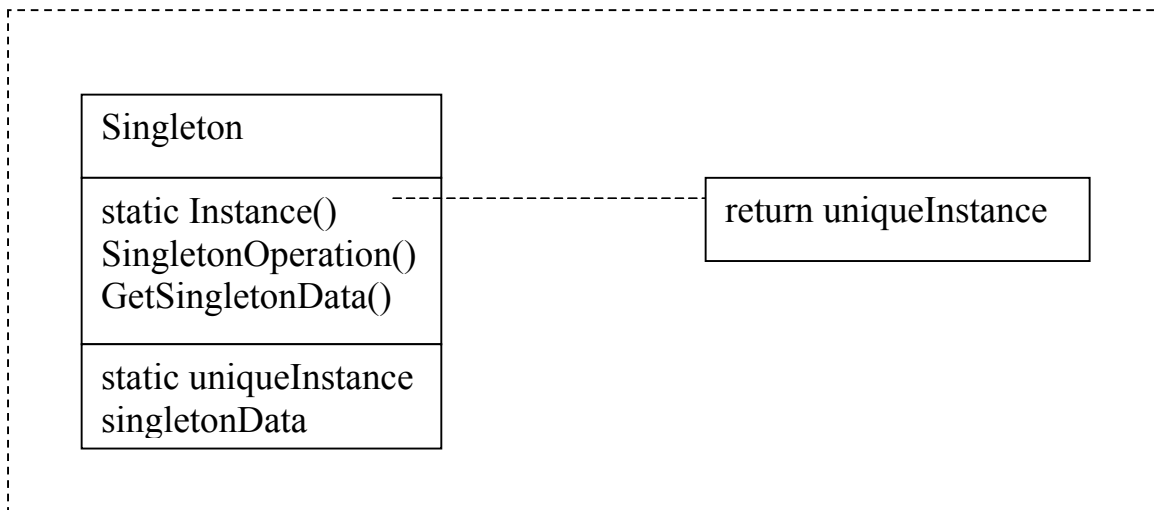 Singleton
static Instance()
SingletonOperation()
GetSingletonData()
static uniqueInstance
singletonData
return uniqueInstance